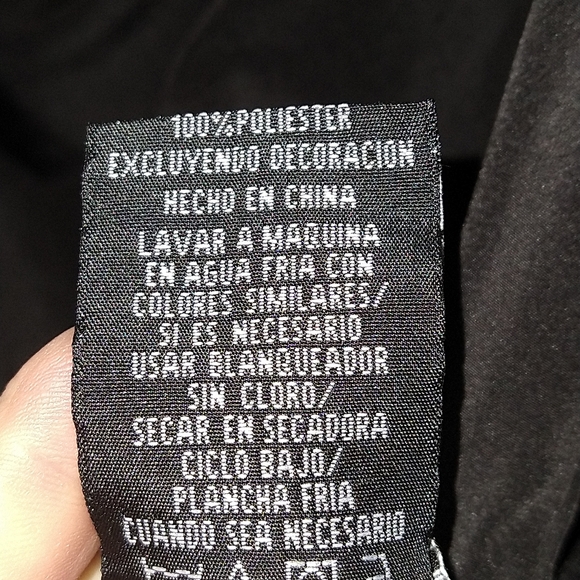 100% POLIESTER
EXCLUYENDO DECORACION
HECHO EN CHINA
LAVAR A MAQUINA
EN AGUA FRIA CON
COLORES SIMILARES/
SI ES NECESARIO
USAR BLANQUEADOR
SIN CLORO/
SECAR EN SECADORA
CICLO BAJO/
PLANCHA FRIA
CUANDO SEA NECESARIO